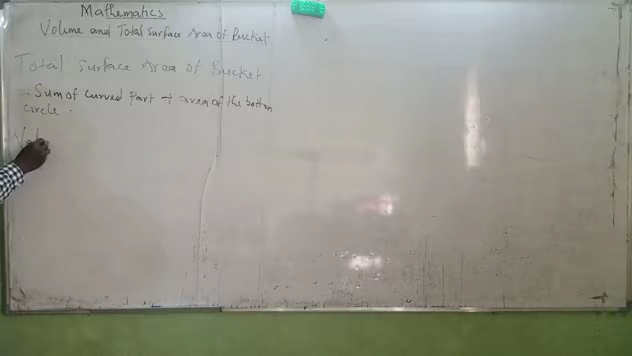 Mathematics
Volume and Total Surface Area of Bucket
Total Surface Area of Bucket
- Sum of Curved Part + area of the bottom
circle.
Vol